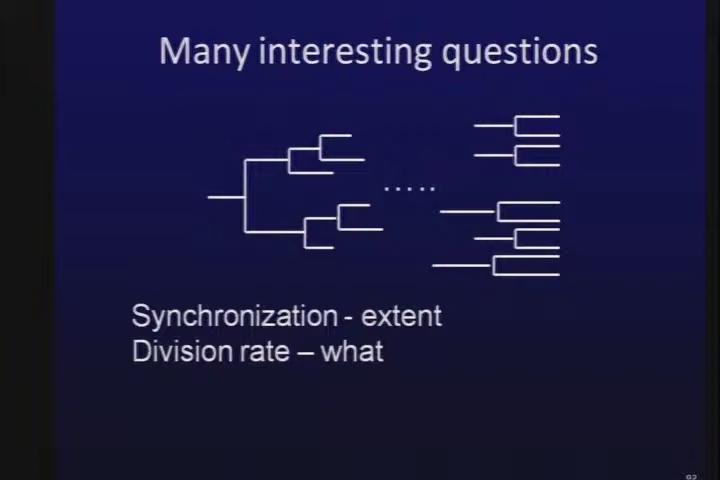 Many interesting questions
.....
Synchronization - extent
Division rate – what